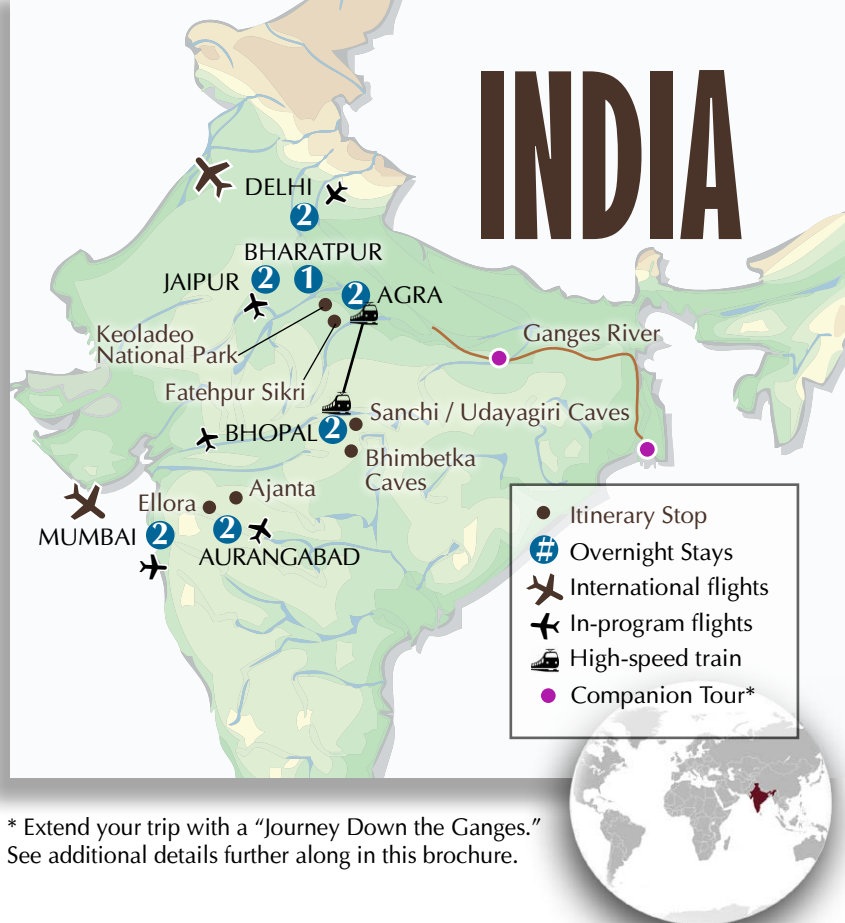 INDIA
DELHI
2
BHARATPUR
JAIPUR 2 1
2 AGRA
Keoladeo
National Park
Ganges River
Fatehpur Sikri
Sanchi / Udayagiri Caves
BHOPAL 2
Bhimbetka
Caves
Ajanta
Ellora
MUMBAI 2 2
AURANGABAD
Itinerary Stop
# Overnight Stays
International flights
In-program flights
High-speed train
Companion Tour*
* Extend your trip with a “Journey Down the Ganges.”
See additional details further along in this brochure.